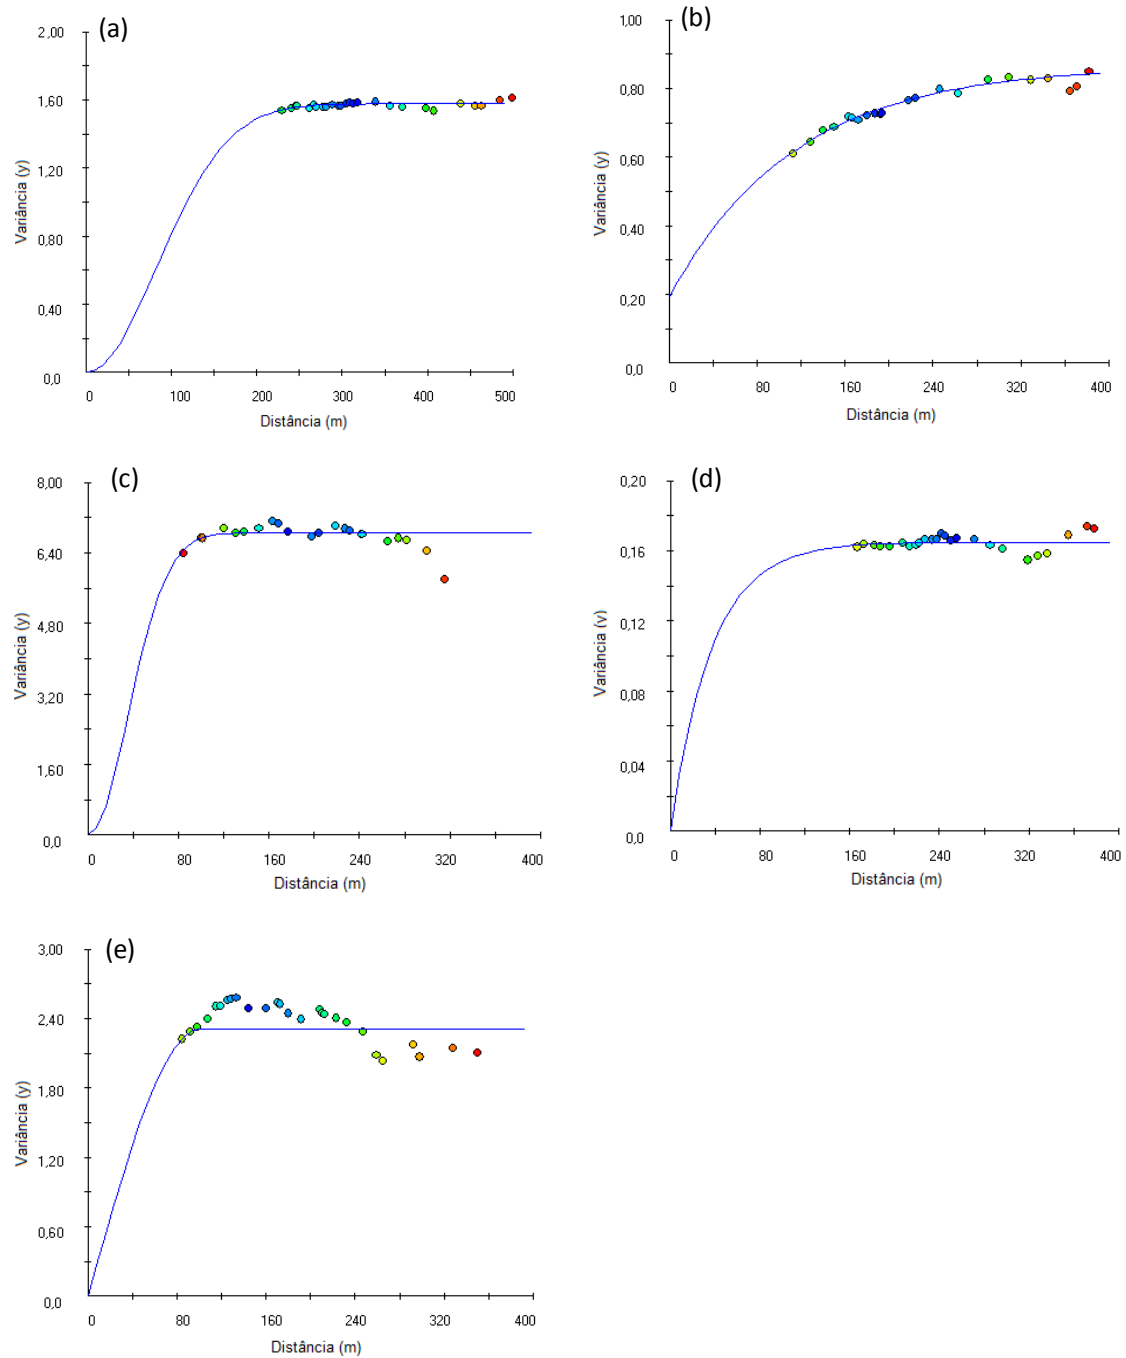 (a)
2,00
1,60
1,20
0,80
0,40
0,0
Variância (y)
0 100 200 300 400 500
Distância (m)
(b)
1,00
0,80
0,60
0,40
0,20
0,0
Variância (y)
0 80 160 240 320 400
Distância (m)
(c)
8,00
6,40
4,80
3,20
1,60
0,0
Variância (y)
0 80 160 240 320 400
Distância (m)
(d)
0,20
0,16
0,12
0,08
0,04
0,0
Variância (y)
0 80 160 240 320 400
Distância (m)
(e)
3,00
2,40
1,80
1,20
0,60
0,0
Variância (y)
0 80 160 240 320 400
Distância (m)